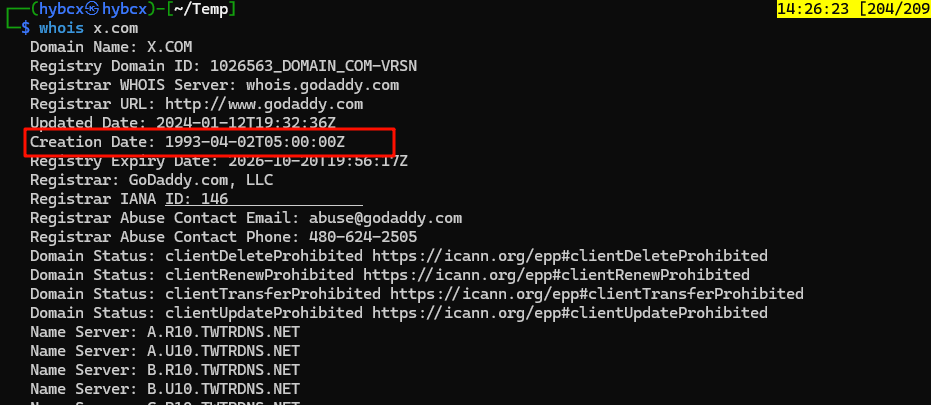 (hybcx㉿hybcx)-[~/Temp] 14:26:23 [204/209
$ whois x.com
Domain Name: X.COM
Registry Domain ID: 1026563_DOMAIN_COM-VRSN
Registrar WHOIS Server: whois.godaddy.com
Registrar URL: http://www.godaddy.com
Updated Date: 2024-01-12T19:32:36Z
Creation Date: 1993-04-02T05:00:00Z
Registry Expiry Date: 2026-10-20T19:56:17Z
Registrar: GoDaddy.com, LLC
Registrar IANA ID: 146
Registrar Abuse Contact Email: abuse@godaddy.com
Registrar Abuse Contact Phone: 480-624-2505
Domain Status: clientDeleteProhibited https://icann.org/epp#clientDeleteProhibited
Domain Status: clientRenewProhibited https://icann.org/epp#clientRenewProhibited
Domain Status: clientTransferProhibited https://icann.org/epp#clientTransferProhibited
Domain Status: clientUpdateProhibited https://icann.org/epp#clientUpdateProhibited
Name Server: A.R10.TWTRDNS.NET
Name Server: A.U10.TWTRDNS.NET
Name Server: B.R10.TWTRDNS.NET
Name Server: B.U10.TWTRDNS.NET